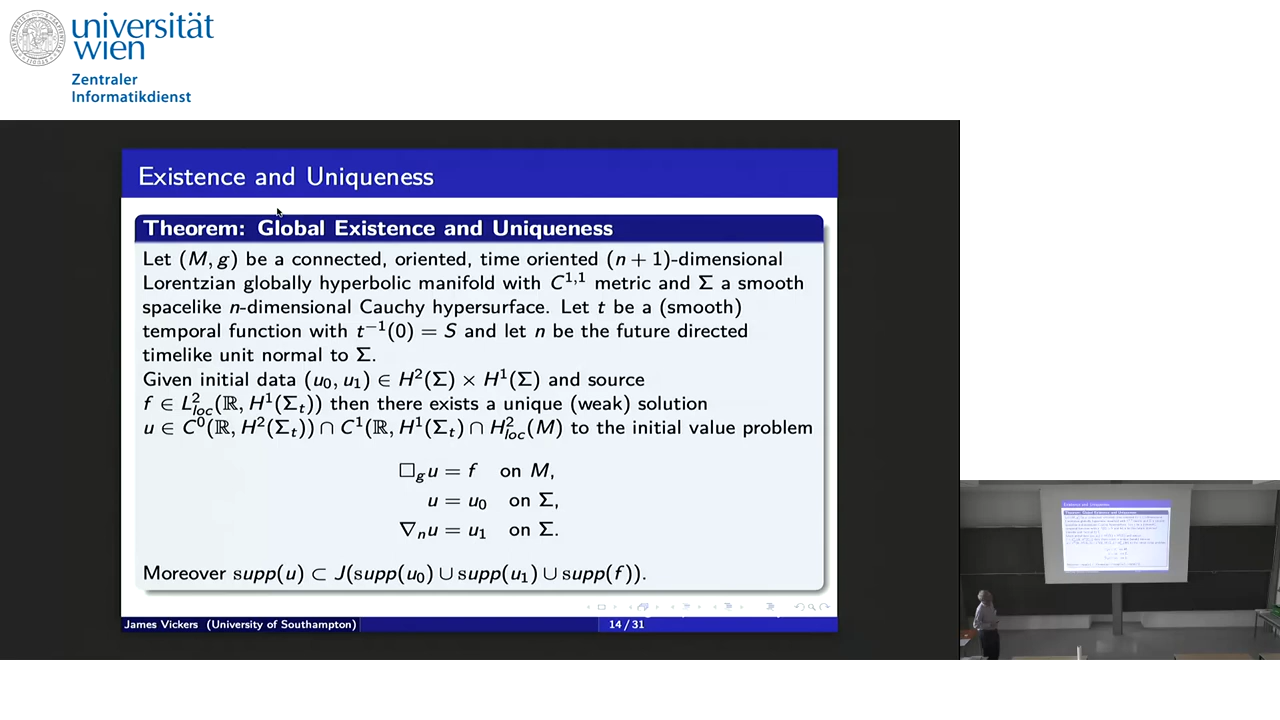 universität
wien
Zentraler
Informatikdienst
Existence and Uniqueness
Theorem: Global Existence and Uniqueness
Let (M, g) be a connected, oriented, time oriented (n + 1)-dimensional
Lorentzian globally hyperbolic manifold with C^{1,1} metric and Σ a smooth
spacelike n-dimensional Cauchy hypersurface. Let t be a (smooth)
temporal function with t^{-1}(0) = S and let n be the future directed
timelike unit normal to Σ.
Given initial data (u_0, u_1) ∈ H^2(Σ) × H^1(Σ) and source
f ∈ L^2_{loc}(ℝ, H^1(Σ_t)) then there exists a unique (weak) solution
u ∈ C^0(ℝ, H^2(Σ_t)) ∩ C^1(ℝ, H^1(Σ_t) ∩ H^2_{loc}(M) to the initial value problem
□_g u = f on M,
u = u_0 on Σ,
∇_n u = u_1 on Σ.
Moreover supp(u) ⊂ J(supp(u_0) ∪ supp(u_1) ∪ supp(f)).
James Vickers (University of Southampton)
14 / 31